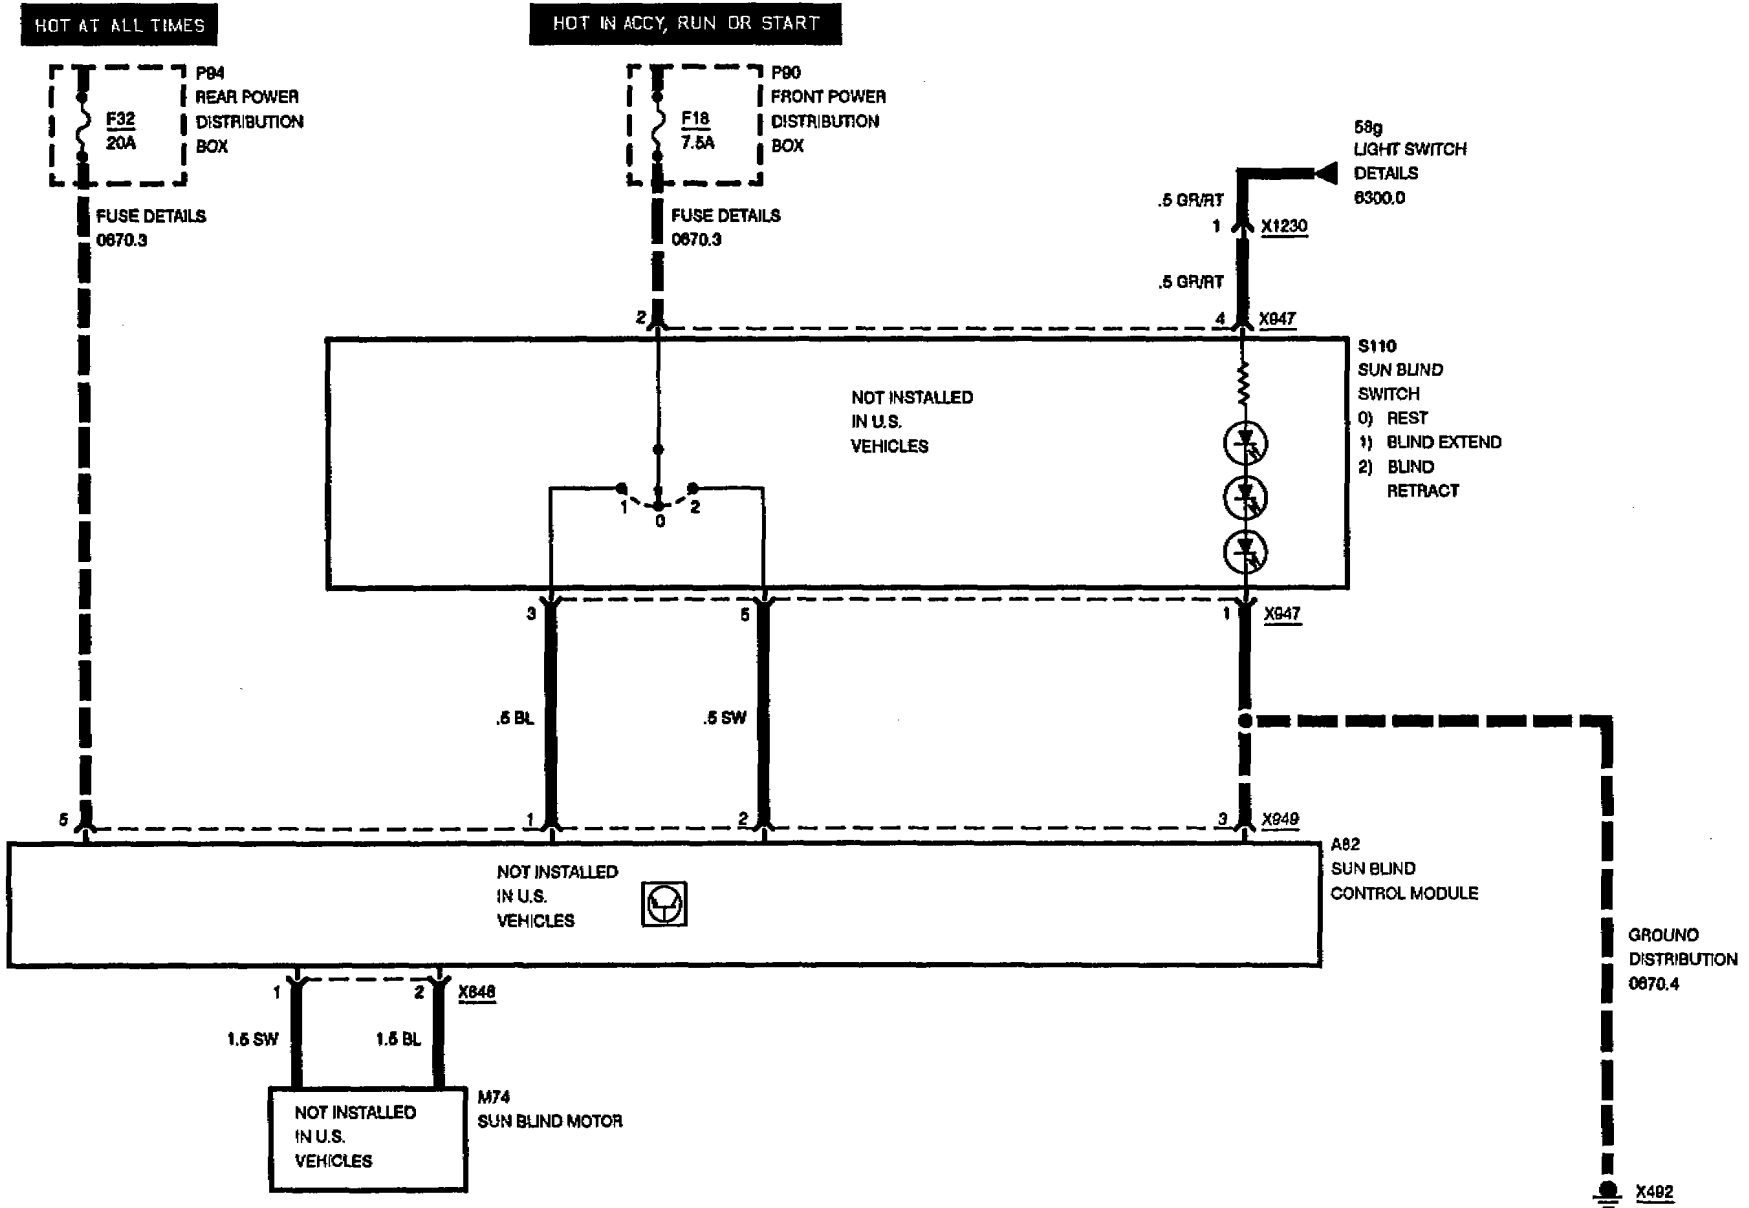 HOT AT ALL TIMES
HOT IN ACCY, RUN OR START
P94
REAR POWER
DISTRIBUTION
BOX
F32
20A
P90
FRONT POWER
DISTRIBUTION
BOX
F18
7.5A
58g
LIGHT SWITCH
DETAILS
6300.0
FUSE DETAILS
0670.3
FUSE DETAILS
0670.3
.5 GR/RT
1
X1230
.5 GR/RT
2
4
X947
S110
SUN BLIND
SWITCH
0) REST
1) BLIND EXTEND
2) BLIND
RETRACT
NOT INSTALLED
IN U.S.
VEHICLES
1
0
2
3
5
1
X947
.5 BL
.5 SW
5
1
2
3
X949
A82
SUN BLIND
CONTROL MODULE
NOT INSTALLED
IN U.S.
VEHICLES
GROUND
DISTRIBUTION
0670.4
1
2
X648
1.5 SW
1.5 BL
M74
SUN BLIND MOTOR
NOT INSTALLED
IN U.S.
VEHICLES
X492